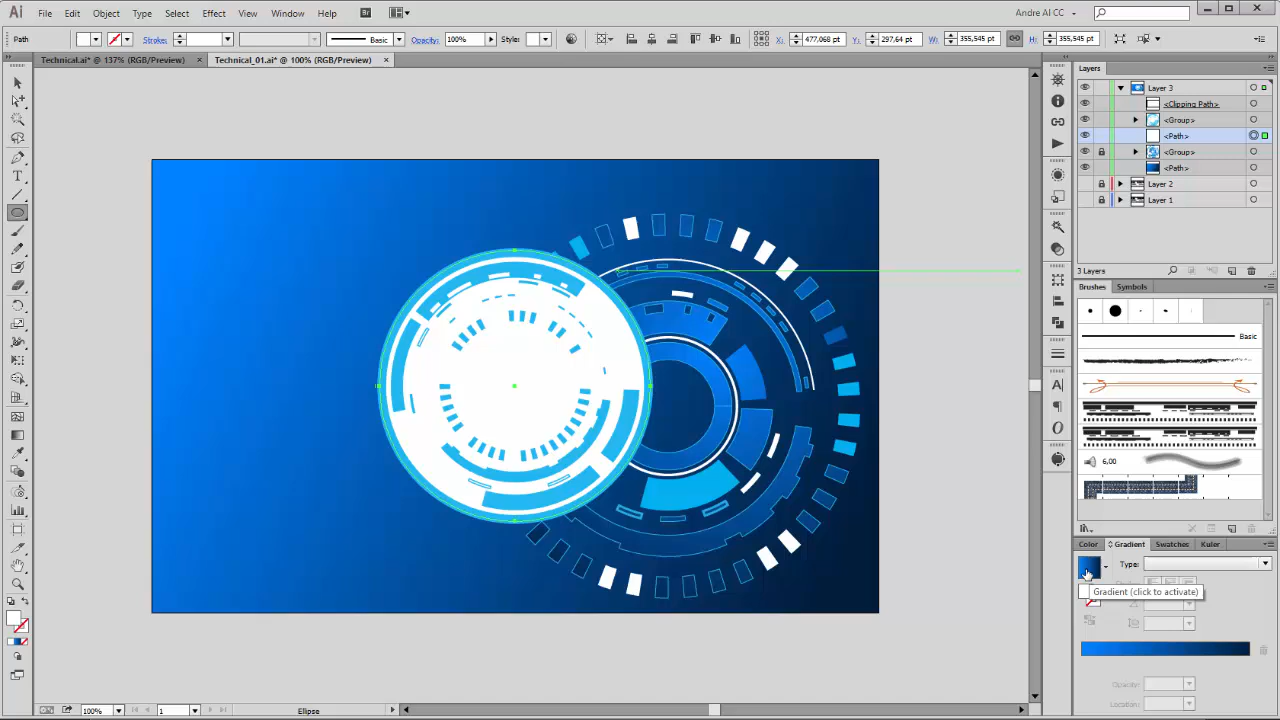 Ai File Edit Object Type Select Effect View Window Help Br Andre AI CC
Path Stroke: Basic Opacity: 100% Style: X: 477,068 pt Y: 297,64 pt W: 355,545 pt H: 355,545 pt
Technical.ai* @ 137% (RGB/Preview) × Technical_01.ai* @ 100% (RGB/Preview) ×
Layers
Layer 3
<Clipping Path>
<Group>
<Path>
<Group>
<Path>
Layer 2
Layer 1
3 Layers
Brushes Symbols
Basic
6,00
Color Gradient Swatches Kuler
Type:
Gradient (click to activate)
Opacity:
Location:
100% 1 Ellipse